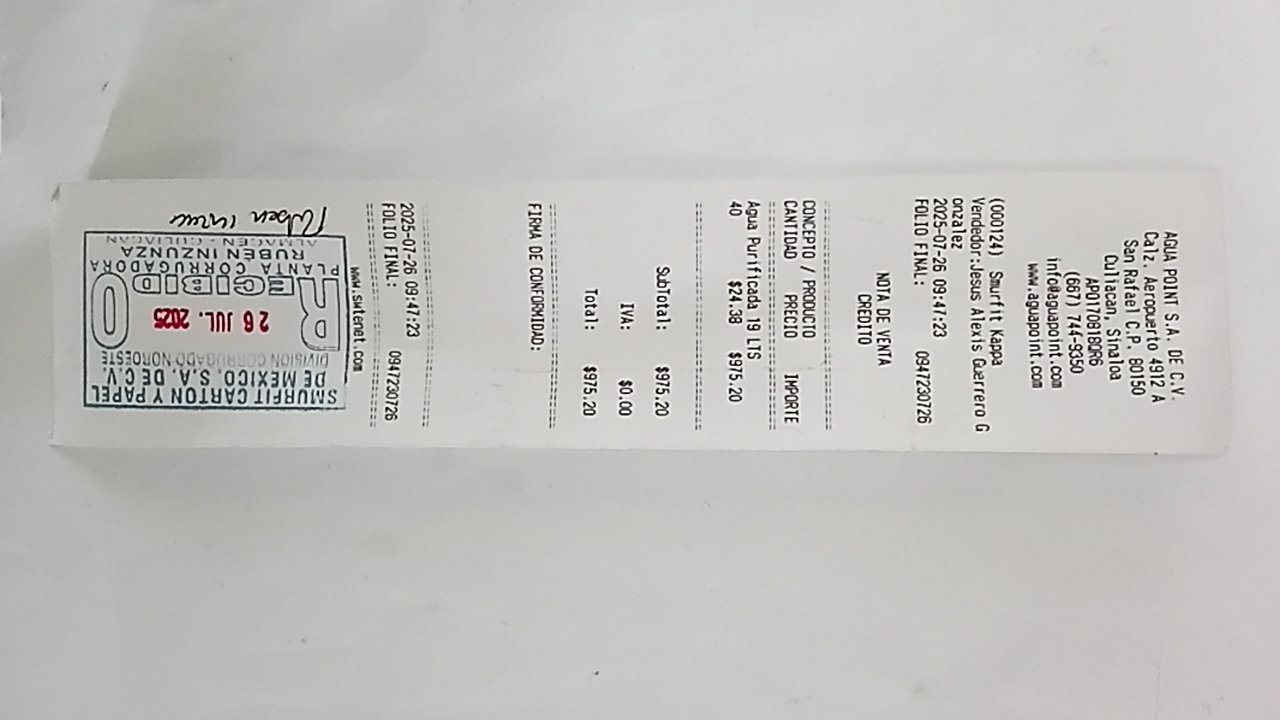 AGUA POINT S.A. DE C.V.
Calz. Aeropuerto 4912 A
San Rafael C.P. 80150
Culiacan, Sinaloa
APO170818QR6
(667) 744-9350
info@aguapoint.com
www.aguapoint.com
(000124) Smurfit Kappa
Vendedor:Jesus Alexis Guerrero G
onzalez
2025-07-26 09:47:23
FOLIO FINAL: 0947230726
NOTA DE VENTA
CREDITO
CONCEPTO / PRODUCTO
CANTIDAD PRECIO IMPORTE
Agua Purificada 19 LTS
40 $24.38 $975.20
SubTotal: $975.20
IVA: $0.00
Total: $975.20
FIRMA DE CONFORMIDAD:
2025-07-26 09:47:23
FOLIO FINAL: 0947230726
www.smatenet.com
SMURFIT CARTON Y PAPEL
DE MEXICO, S.A. DE C.V.
DIVISION CORRUGADO NOROESTE
RECIBIDO
26 JUL. 2025
PLANTA CORRUGADORA
RUBEN INZUNZA
ALMACEN - CULIACAN
Ruben